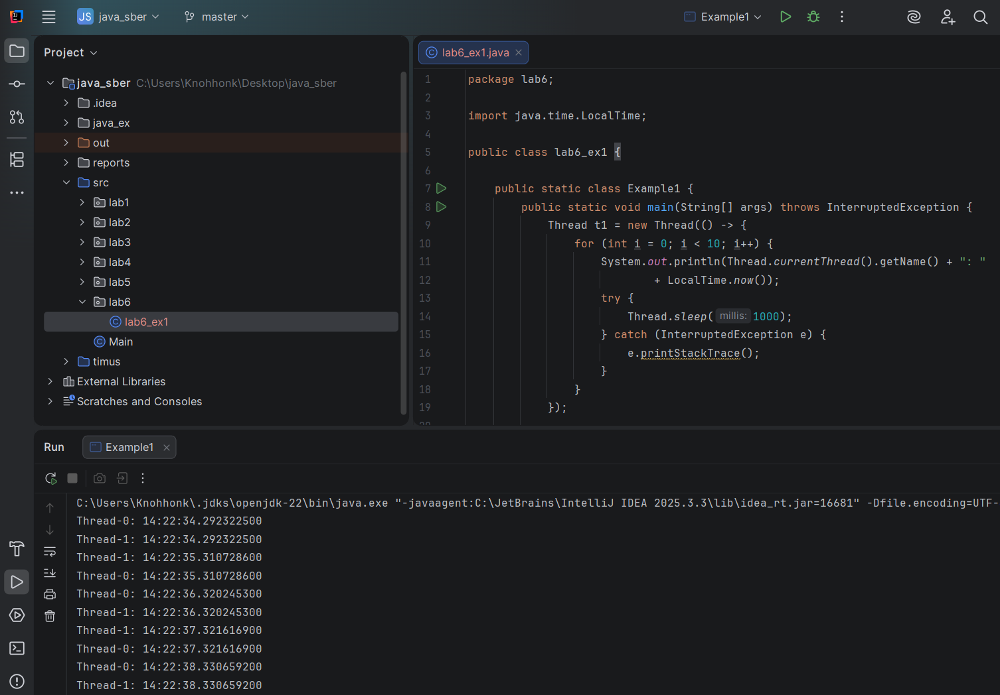 JS java_sber
master
Example1
Project
java_sber C:\Users\Knohhonk\Desktop\java_sber
.idea
java_ex
out
reports
src
lab1
lab2
lab3
lab4
lab5
lab6
lab6_ex1
Main
timus
External Libraries
Scratches and Consoles
lab6_ex1.java
1 package lab6;
2
3 import java.time.LocalTime;
4
5 public class lab6_ex1 {
6
7 public static class Example1 {
8 public static void main(String[] args) throws InterruptedException {
9 Thread t1 = new Thread(() -> {
10 for (int i = 0; i < 10; i++) {
11 System.out.println(Thread.currentThread().getName() + ": "
12 + LocalTime.now());
13 try {
14 Thread.sleep( millis: 1000);
15 } catch (InterruptedException e) {
16 e.printStackTrace();
17 }
18 }
19 });
Run
Example1
C:\Users\Knohhonk\.jdks\openjdk-22\bin\java.exe "-javaagent:C:\JetBrains\IntelliJ IDEA 2025.3.3\lib\idea_rt.jar=16681" -Dfile.encoding=UTF-
Thread-0: 14:22:34.292322500
Thread-1: 14:22:34.292322500
Thread-1: 14:22:35.310728600
Thread-0: 14:22:35.310728600
Thread-0: 14:22:36.320245300
Thread-1: 14:22:36.320245300
Thread-1: 14:22:37.321616900
Thread-0: 14:22:37.321616900
Thread-0: 14:22:38.330659200
Thread-1: 14:22:38.330659200